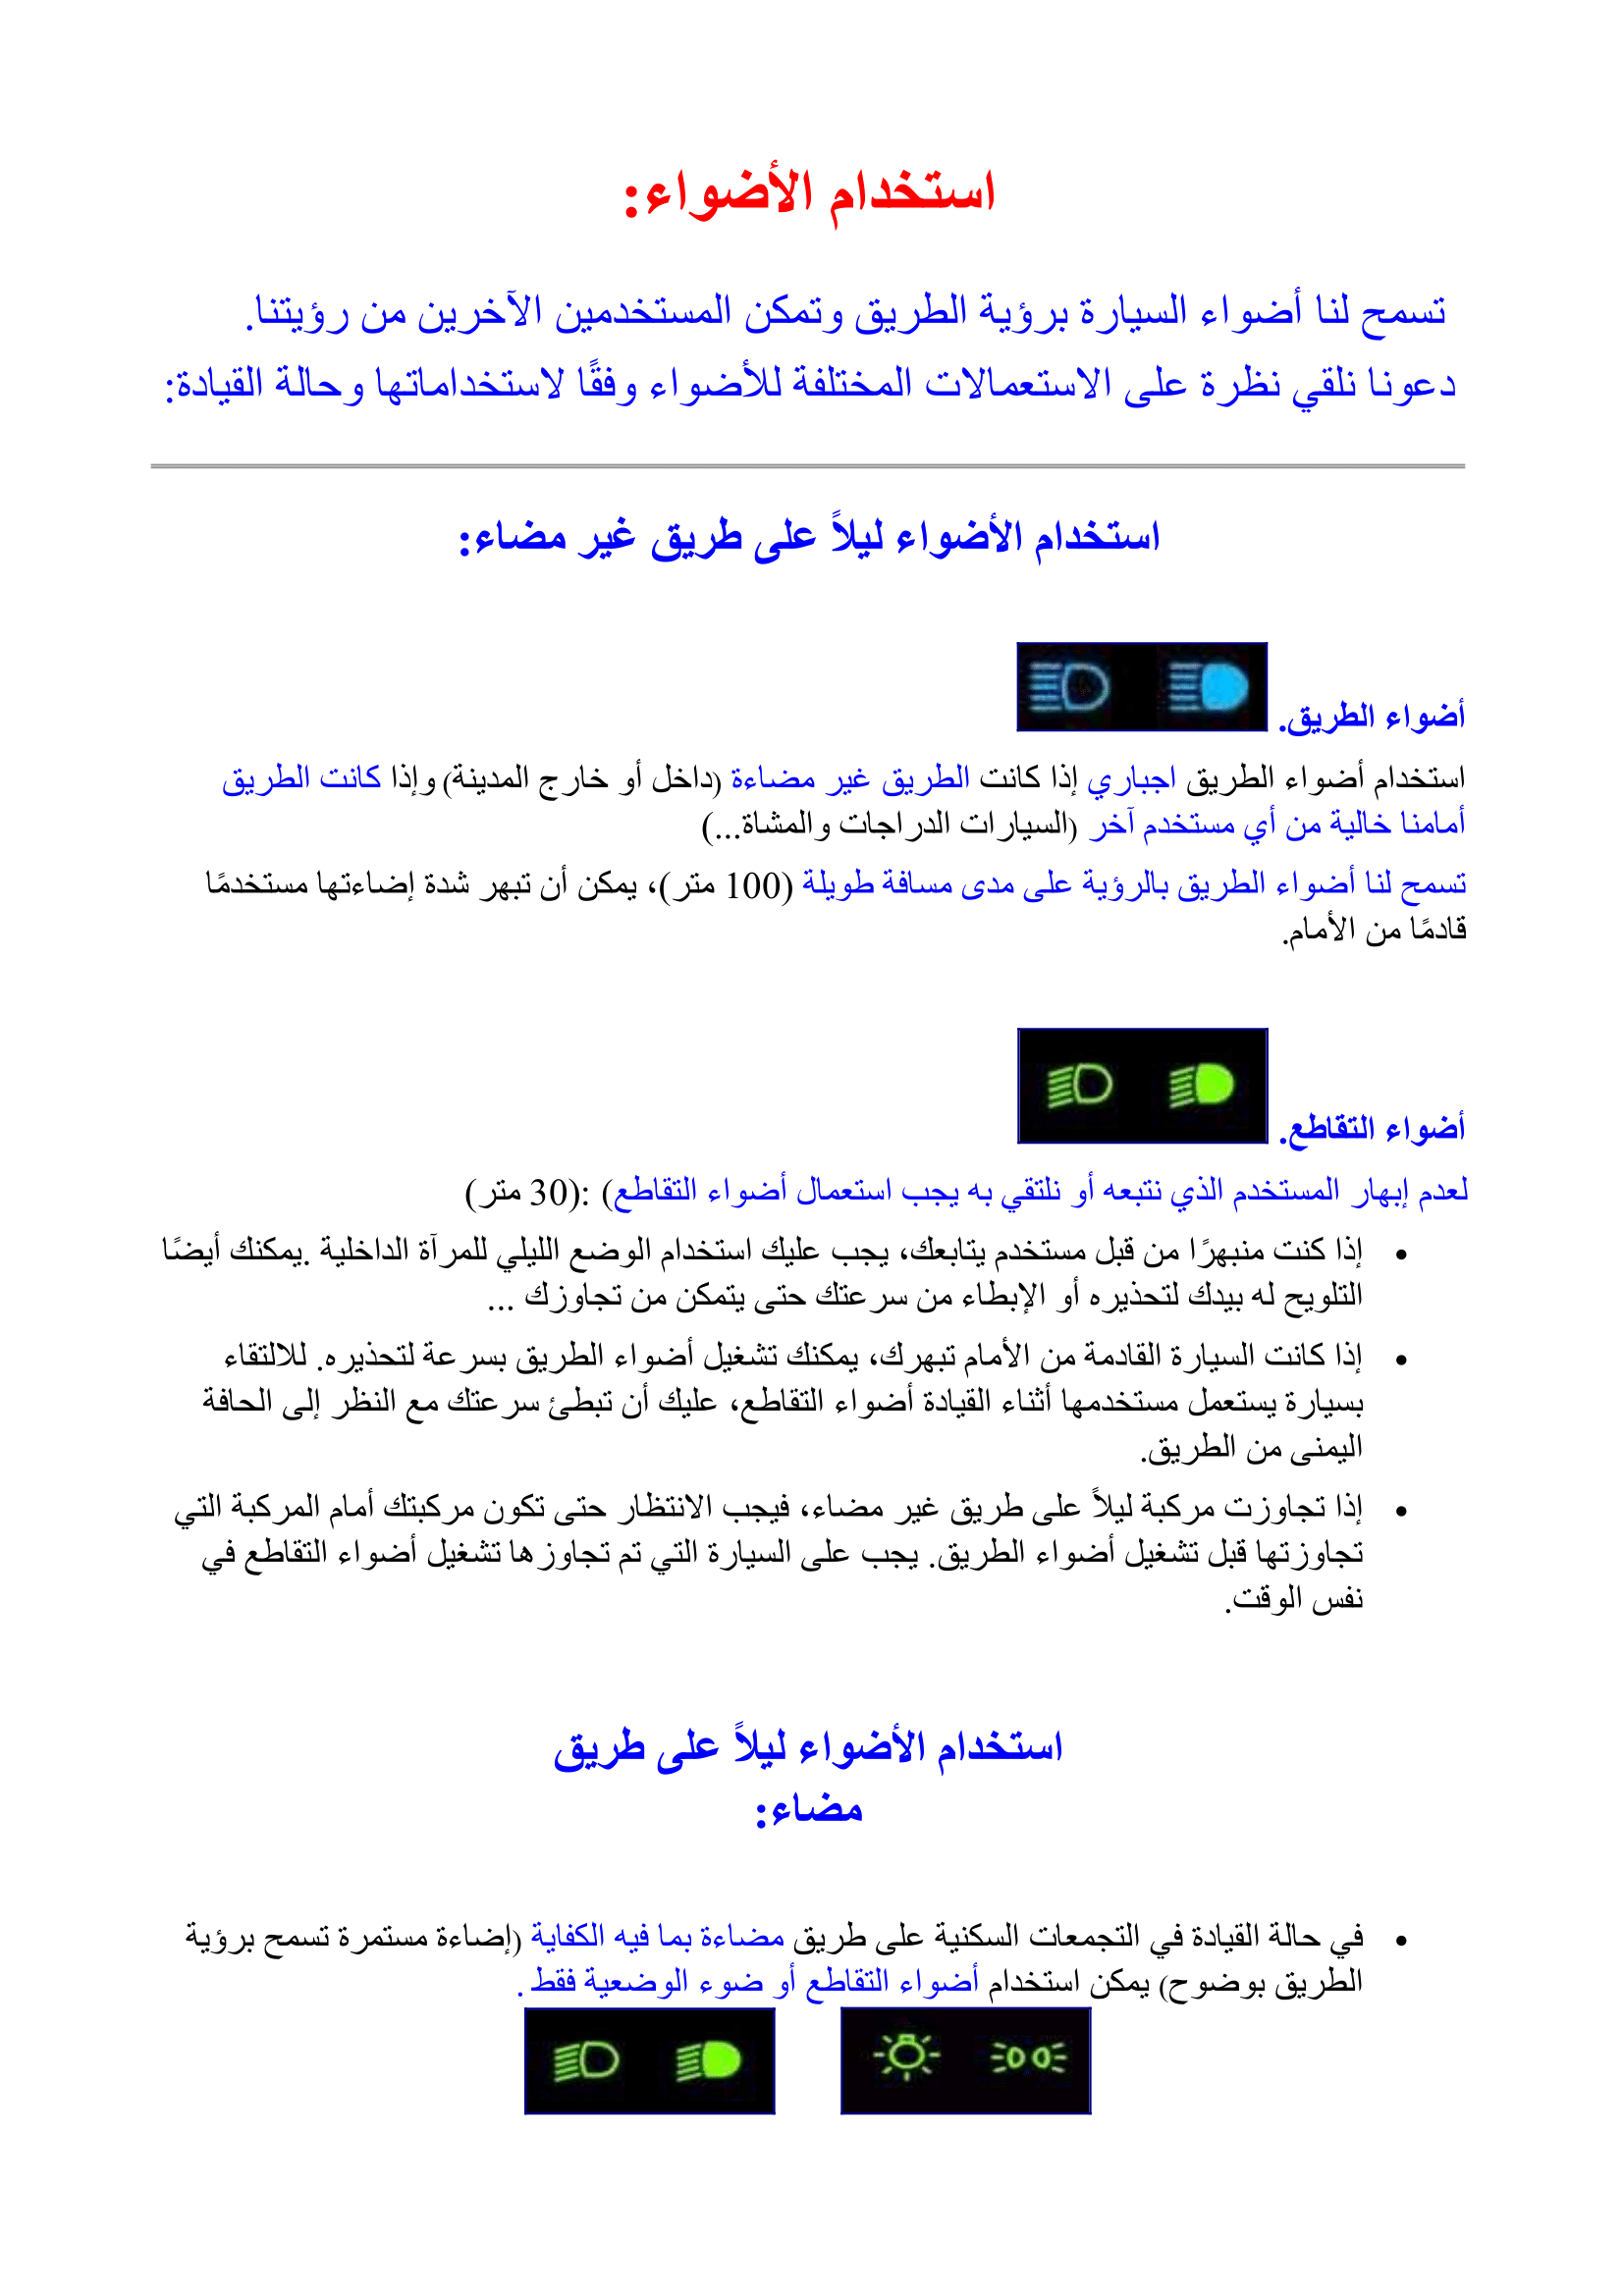 استخدام الأضواء:
تسمح لنا أضواء السيارة برؤية الطريق وتمكن المستخدمين الآخرين من رؤيتنا.
دعونا نلقي نظرة على الاستعمالات المختلفة للأضواء وفقًا لاستخداماتها وحالة القيادة:
استخدام الأضواء ليلاً على طريق غير مضاء:
أضواء الطريق.
استخدام أضواء الطريق اجباري إذا كانت الطريق غير مضاءة (داخل أو خارج المدينة) وإذا كانت الطريق
أمامنا خالية من أي مستخدم آخر (السيارات الدراجات والمشاة...)
تسمح لنا أضواء الطريق بالرؤية على مدى مسافة طويلة (100 متر)، يمكن أن تبهر شدة إضاءتها مستخدمًا
قادمًا من الأمام.
أضواء التقاطع.
لعدم إبهار المستخدم الذي نتبعه أو نلتقي به يجب استعمال أضواء التقاطع) :(30 متر)
• إذا كنت منبهرًا من قبل مستخدم يتابعك، يجب عليك استخدام الوضع الليلي للمرآة الداخلية .يمكنك أيضًا
التلويح له بيدك لتحذيره أو الإبطاء من سرعتك حتى يتمكن من تجاوزك ...
• إذا كانت السيارة القادمة من الأمام تبهرك، يمكنك تشغيل أضواء الطريق بسرعة لتحذيره. للالتقاء
بسيارة يستعمل مستخدمها أثناء القيادة أضواء التقاطع، عليك أن تبطئ سرعتك مع النظر إلى الحافة
اليمنى من الطريق.
• إذا تجاوزت مركبة ليلاً على طريق غير مضاء، فيجب الانتظار حتى تكون مركبتك أمام المركبة التي
تجاوزتها قبل تشغيل أضواء الطريق. يجب على السيارة التي تم تجاوزها تشغيل أضواء التقاطع في
نفس الوقت.
استخدام الأضواء ليلاً على طريق
مضاء:
• في حالة القيادة في التجمعات السكنية على طريق مضاءة بما فيه الكفاية (إضاءة مستمرة تسمح برؤية
الطريق بوضوح) يمكن استخدام أضواء التقاطع أو ضوء الوضعية فقط .